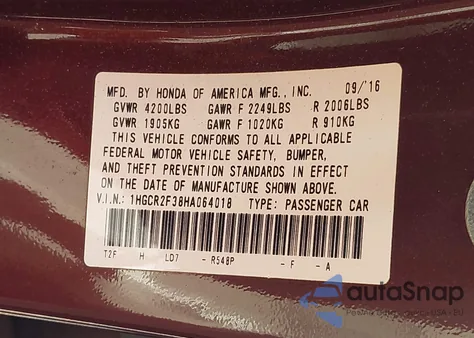 MFD. BY HONDA OF AMERICA MFG., INC. 09/'16
GVWR 4200LBS GAWR F 2249LBS R 2006LBS
GVWR 1905KG GAWR F 1020KG R 910KG
THIS VEHICLE CONFORMS TO ALL APPLICABLE
FEDERAL MOTOR VEHICLE SAFETY, BUMPER,
AND THEFT PREVENTION STANDARDS IN EFFECT
ON THE DATE OF MANUFACTURE SHOWN ABOVE.
V.I.N.: 1HGCR2F38HA064018 TYPE: PASSENGER CAR
T2F H LD7 - R548P - F - A
autoSnap